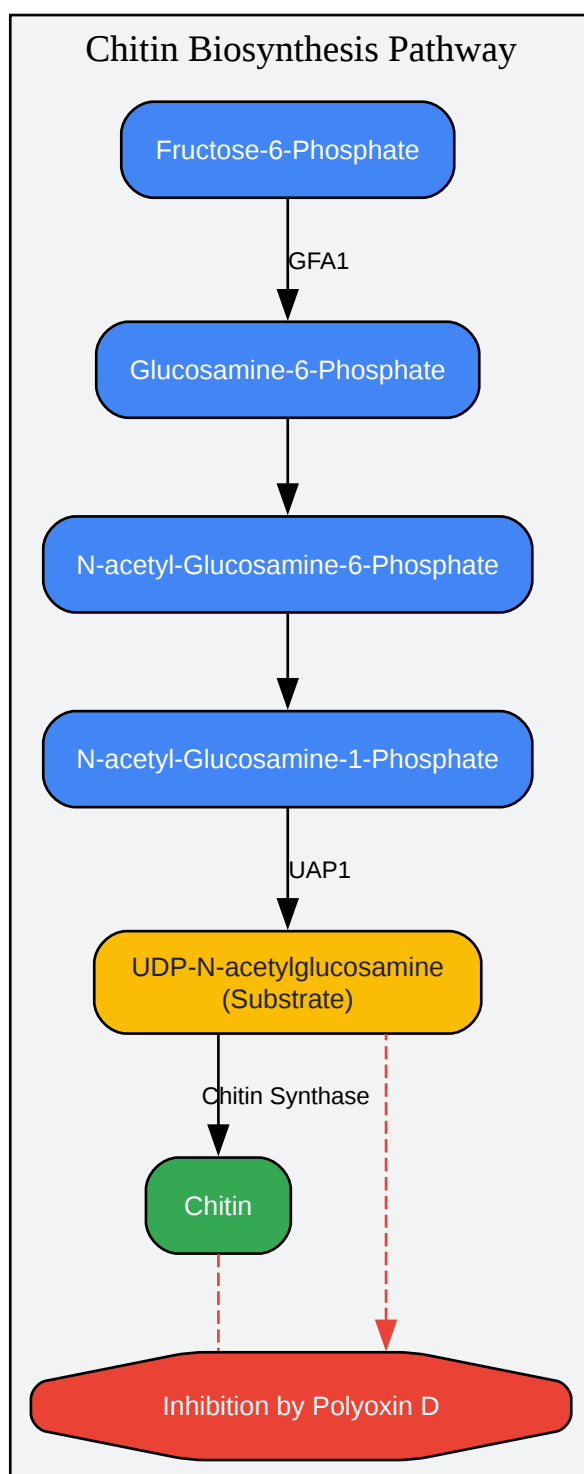 Chitin Biosynthesis Pathway
Fructose-6-Phosphate
GFA1
Glucosamine-6-Phosphate
N-acetyl-Glucosamine-6-Phosphate
N-acetyl-Glucosamine-1-Phosphate
UAP1
UDP-N-acetylglucosamine
(Substrate)
Chitin Synthase
Chitin
Inhibition by Polyoxin D